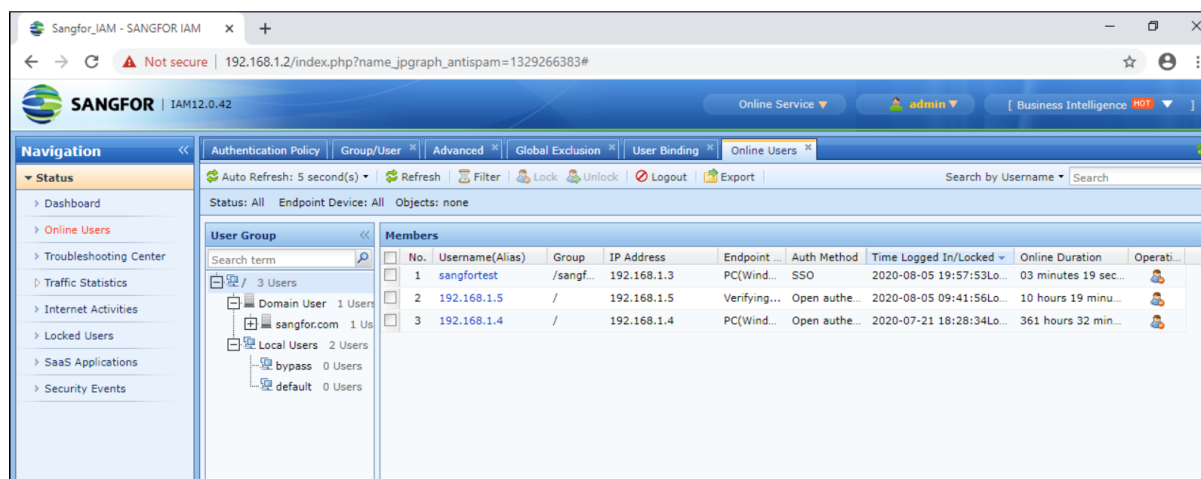 Sangfor_IAM - SANGFOR IAM
Not secure | 192.168.1.2/index.php?name_jpgraph_antispam=1329266383#
SANGFOR | IAM12.0.42
Online Service
admin
[ Business Intelligence HOT ]
Navigation
Status
Dashboard
Online Users
Troubleshooting Center
Traffic Statistics
Internet Activities
Locked Users
SaaS Applications
Security Events
Authentication Policy Group/User Advanced Global Exclusion User Binding Online Users
Auto Refresh: 5 second(s) Refresh Filter Lock Unlock Logout Export Search by Username Search
Status: All Endpoint Device: All Objects: none
User Group
Search term
/ 3 Users
Domain User 1 Users
sangfor.com 1 Us
Local Users 2 Users
bypass 0 Users
default 0 Users
Members
No. Username(Alias) Group IP Address Endpoint ... Auth Method Time Logged In/Locked Online Duration Operati...
1 sangfortest /sangf... 192.168.1.3 PC(Wind... SSO 2020-08-05 19:57:53Lo... 03 minutes 19 sec...
2 192.168.1.5 / 192.168.1.5 Verifying... Open authe... 2020-08-05 09:41:56Lo... 10 hours 19 minu...
3 192.168.1.4 / 192.168.1.4 PC(Wind... Open authe... 2020-07-21 18:28:34Lo... 361 hours 32 min...